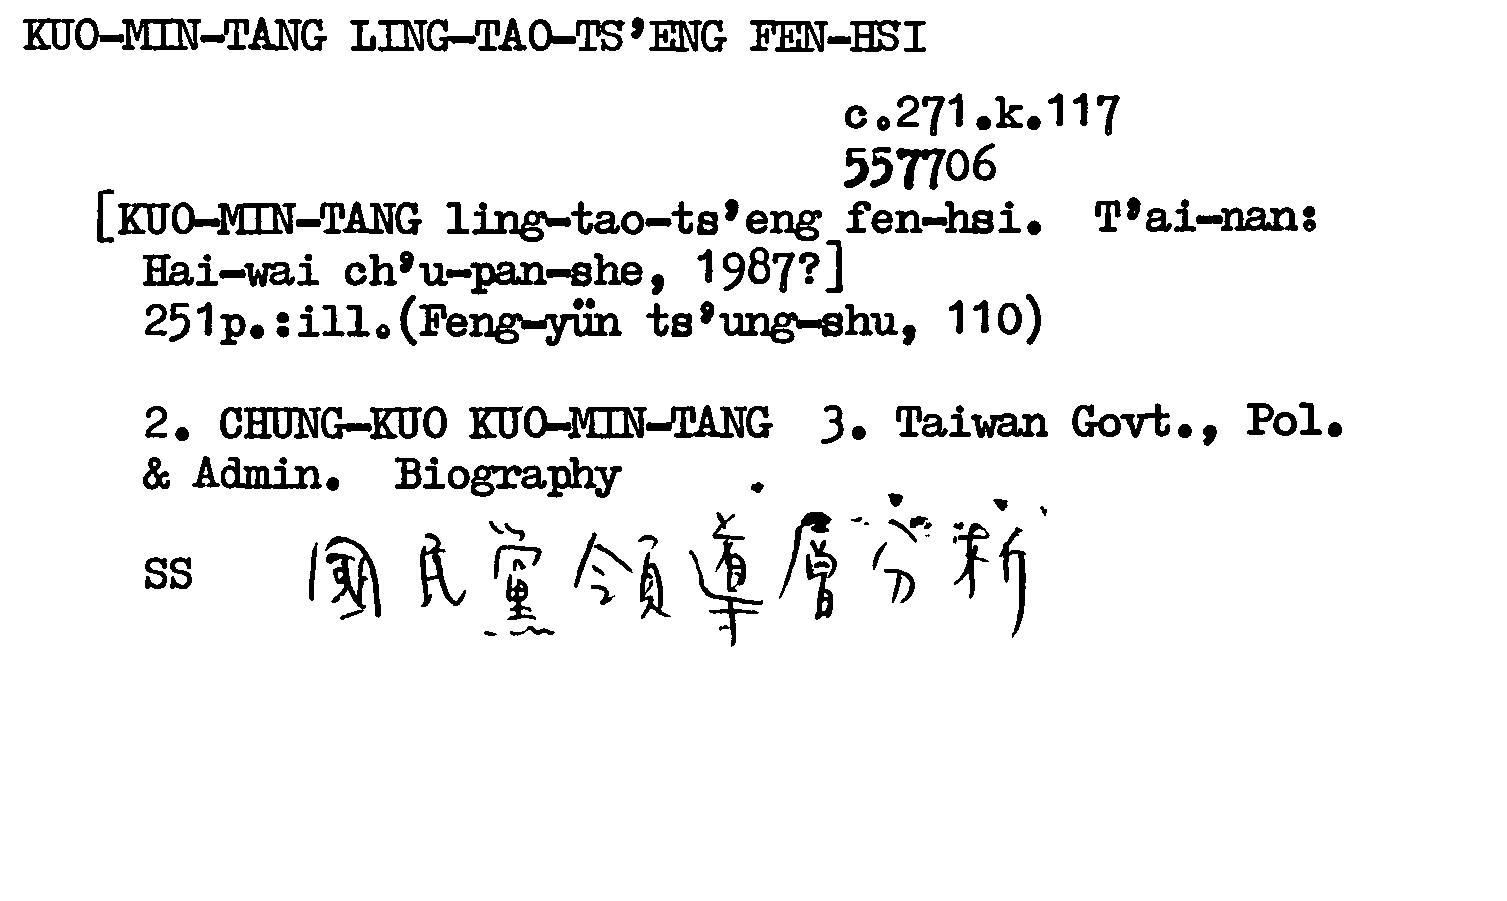 KUO-MIN-TANG LING-TAO-TS'ENG FEN-HSI
c.271.k.117
557706
[KUO-MIN-TANG ling-tao-ts'eng fen-hsi. T'ai-nan:
Hai-wai ch'u-pan-she, 1987?]
251p.:ill.(Feng-yün ts'ung-shu, 110)
2. CHUNG-KUO KUO-MIN-TANG 3. Taiwan Govt., Pol.
& Admin. Biography
SS 國民黨領導層分析